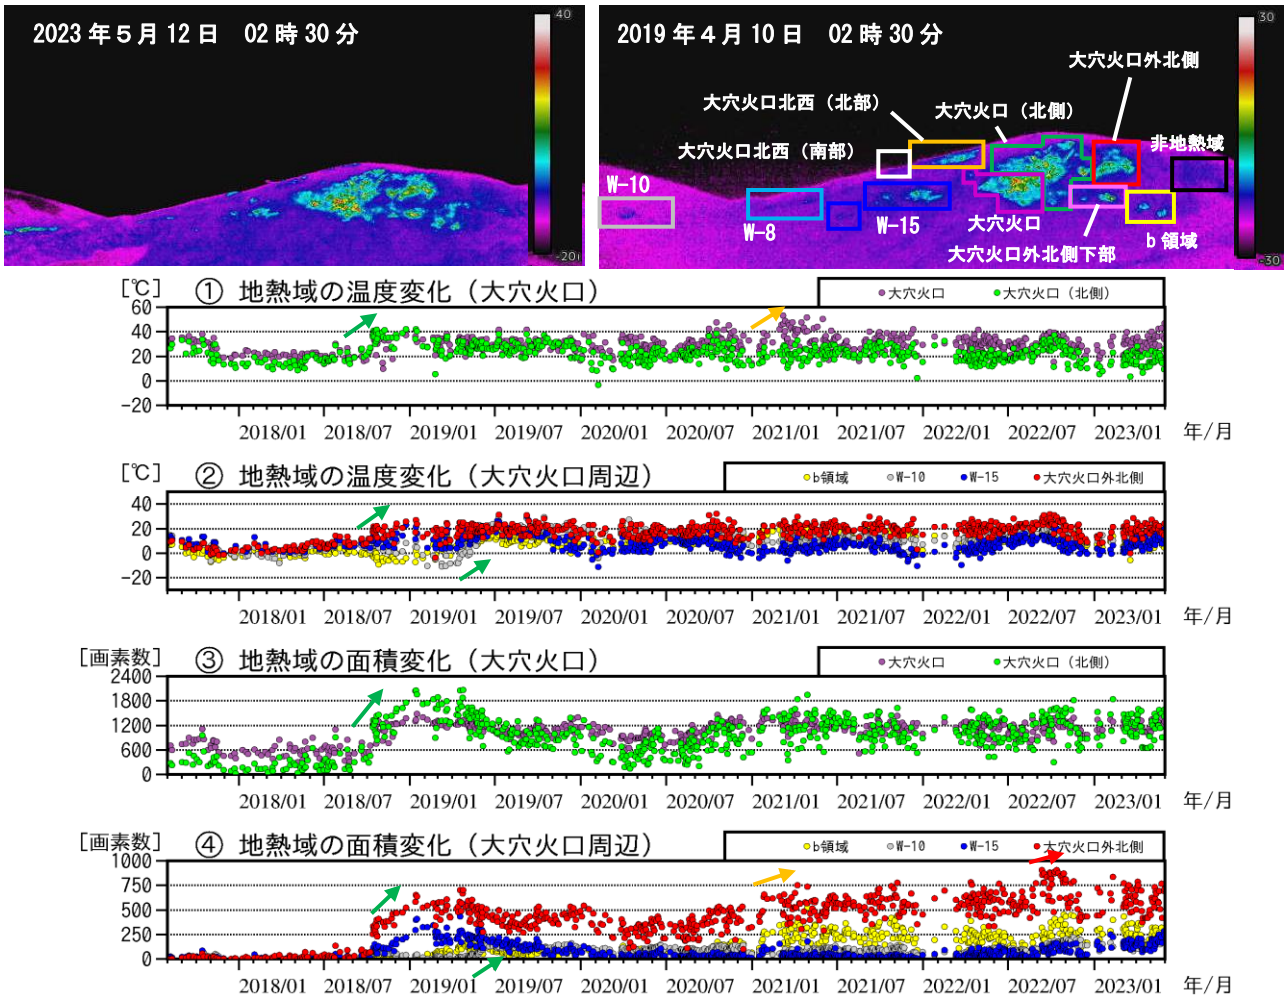 2023年5月12日 02時30分
40
-20
2019年4月10日 02時30分
30
-30
大穴火口外北側
大穴火口北西(北部)
大穴火口(北側)
大穴火口北西(南部)
非地熱域
W-10
W-8
W-15
大穴火口
b領域
大穴火口外北側下部
[℃] ① 地熱域の温度変化(大穴火口)
大穴火口 大穴火口(北側)
60
40
20
0
-20
2018/01 2018/07 2019/01 2019/07 2020/01 2020/07 2021/01 2021/07 2022/01 2022/07 2023/01 年/月
[℃] ② 地熱域の温度変化(大穴火口周辺)
b領域 W-10 W-15 大穴火口外北側
40
20
0
-20
2018/01 2018/07 2019/01 2019/07 2020/01 2020/07 2021/01 2021/07 2022/01 2022/07 2023/01 年/月
[画素数] ③ 地熱域の面積変化(大穴火口)
大穴火口 大穴火口(北側)
2400
1800
1200
600
0
2018/01 2018/07 2019/01 2019/07 2020/01 2020/07 2021/01 2021/07 2022/01 2022/07 2023/01 年/月
[画素数] ④ 地熱域の面積変化(大穴火口周辺)
b領域 W-10 W-15 大穴火口外北側
1000
750
500
250
0
2018/01 2018/07 2019/01 2019/07 2020/01 2020/07 2021/01 2021/07 2022/01 2022/07 2023/01 年/月